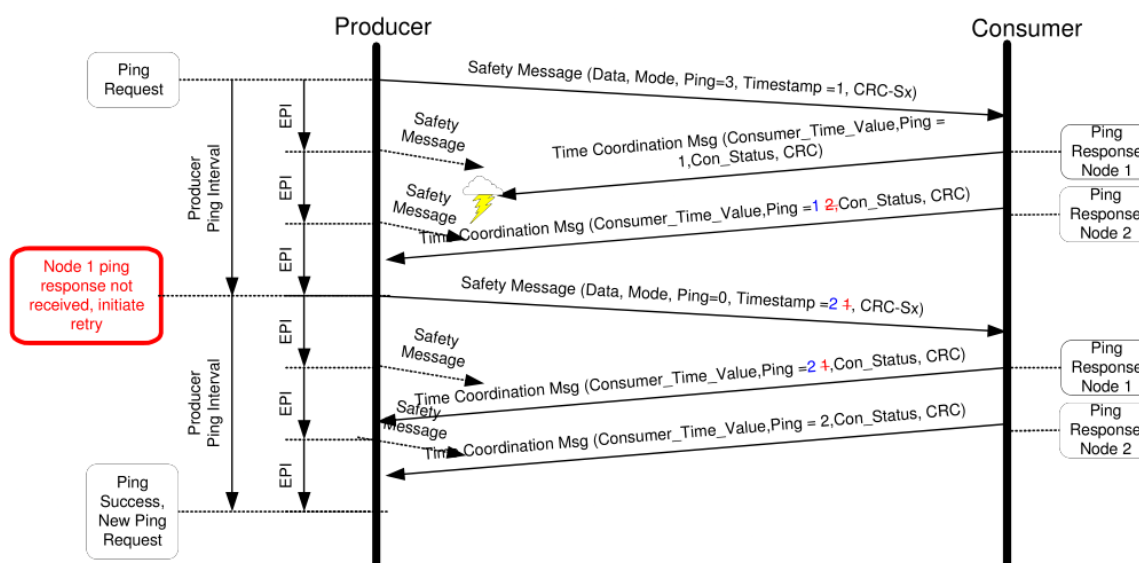 Producer
Consumer
Ping
Request
Safety Message (Data, Mode, Ping=3, Timestamp =1, CRC-Sx)
EPI
Safety
Message
Time Coordination Msg (Consumer_Time_Value,Ping =
1,Con_Status, CRC)
Ping
Response
Node 1
Producer
Ping Interval
EPI
Safety
Message
Time Coordination Msg (Consumer_Time_Value,Ping =1 2,Con_Status, CRC)
Ping
Response
Node 2
EPI
Node 1 ping
response not
received, initiate
retry
Safety Message (Data, Mode, Ping=0, Timestamp =2 1, CRC-Sx)
EPI
Safety
Message
Time Coordination Msg (Consumer_Time_Value,Ping =2 1,Con_Status, CRC)
Ping
Response
Node 1
Producer
Ping Interval
EPI
Safety
Message
Time Coordination Msg (Consumer_Time_Value,Ping = 2,Con_Status, CRC)
Ping
Response
Node 2
EPI
Ping
Success,
New Ping
Request